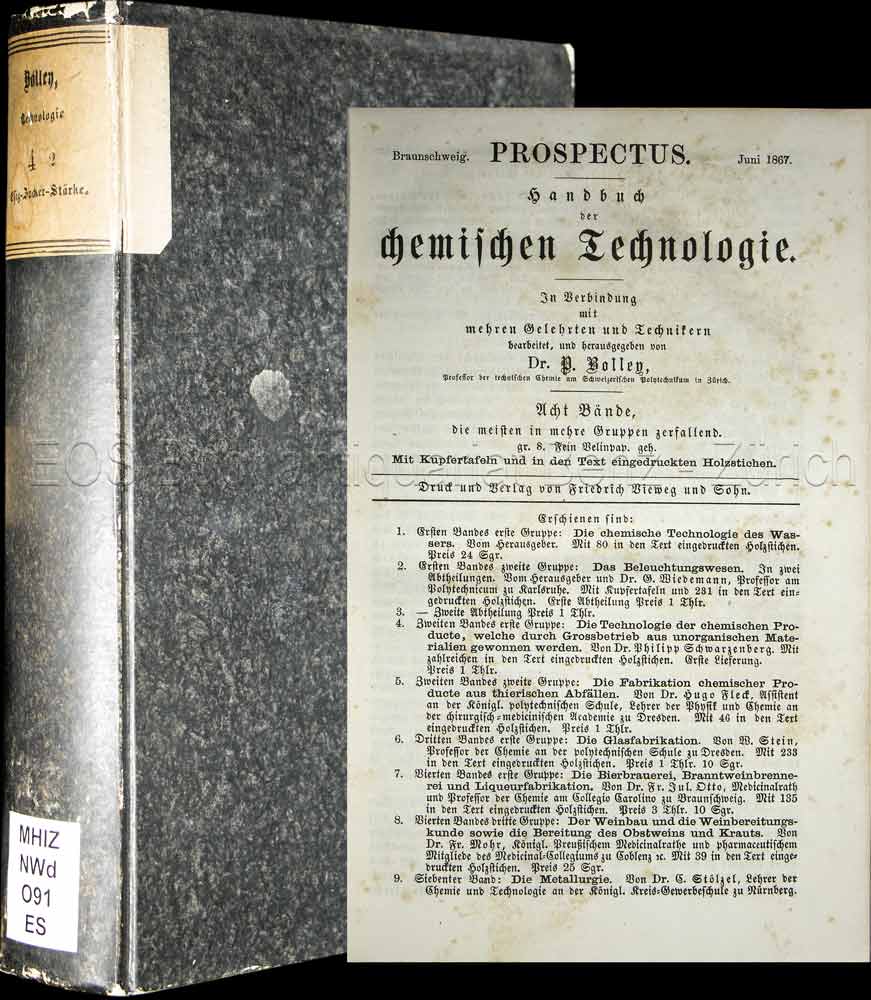 Bolley,
Technologie
4 2
Essig-Zucker-Stärke.
MHIZ
NWd
O91
ES
Braunschweig. PROSPECTUS. Juni 1867.
Handbuch
der
chemischen Technologie.
In Verbindung
mit
mehren Gelehrten und Technikern
bearbeitet, und herausgegeben von
Dr. P. Bolley,
Professor der technischen Chemie am Schweizerischen Polytechnikum in Zürich.
Acht Bände,
die meisten in mehre Gruppen zerfallend.
gr. 8. Fein Velinpap. geh.
Mit Kupfertafeln und in den Text eingedruckten Holzstichen.
Druck und Verlag von Friedrich Vieweg und Sohn.
Erschienen sind:
1. Ersten Bandes erste Gruppe: Die chemische Technologie des Was-
sers. Vom Herausgeber. Mit 80 in den Text eingedruckten Holzstichen.
Preis 24 Sgr.
2. Ersten Bandes zweite Gruppe: Das Beleuchtungswesen. In zwei
Abtheilungen. Vom Herausgeber und Dr. G. Wiedemann, Professor am
Polytechnicum zu Karlsruhe. Mit Kupfertafeln und 231 in den Text ein-
gedruckten Holzstichen. Erste Abtheilung Preis 1 Thlr.
3. — Zweite Abtheilung Preis 1 Thlr.
4. Zweiten Bandes erste Gruppe: Die Technologie der chemischen Pro-
ducte, welche durch Grossbetrieb aus unorganischen Mate-
rialien gewonnen werden. Von Dr. Philipp Schwarzenberg. Mit
zahlreichen in den Text eingedruckten Holzstichen. Erste Lieferung.
Preis 1 Thlr.
5. Zweiten Bandes zweite Gruppe: Die Fabrikation chemischer Pro-
ducte aus thierischen Abfällen. Von Dr. Hugo Fleck, Assistent
an der Königl. polytechnischen Schule, Lehrer der Physik und Chemie an
der chirurgisch-medicinischen Academie zu Dresden. Mit 46 in den Text
eingedruckten Holzstichen. Preis 1 Thlr.
6. Dritten Bandes erste Gruppe: Die Glasfabrikation. Von W. Stein,
Professor der Chemie an der polytechnischen Schule zu Dresden. Mit 233
in den Text eingedruckten Holzstichen. Preis 1 Thlr. 10 Sgr.
7. Vierten Bandes erste Gruppe: Die Bierbrauerei, Branntweinbrenne-
rei und Liqueurfabrikation. Von Dr. Fr. Jul. Otto, Medicinalrath
und Professor der Chemie am Collegio Carolino zu Braunschweig. Mit 135
in den Text eingedruckten Holzstichen. Preis 3 Thlr. 10 Sgr.
8. Vierten Bandes dritte Gruppe: Der Weinbau und die Weinbereitungs-
kunde sowie die Bereitung des Obstweins und Krauts. Von
Dr. Fr. Mohr, Königl. Preußischem Medicinalrathe und pharmaceutischem
Mitgliede des Medicinal-Collegiums zu Coblenz ꝛc. Mit 39 in den Text einge-
druckten Holzstichen. Preis 25 Sgr.
9. Siebenter Band: Die Metallurgie. Von Dr. C. Stölzel, Lehrer der
Chemie und Technologie an der Königl. Kreis-Gewerbeschule zu Nürnberg.